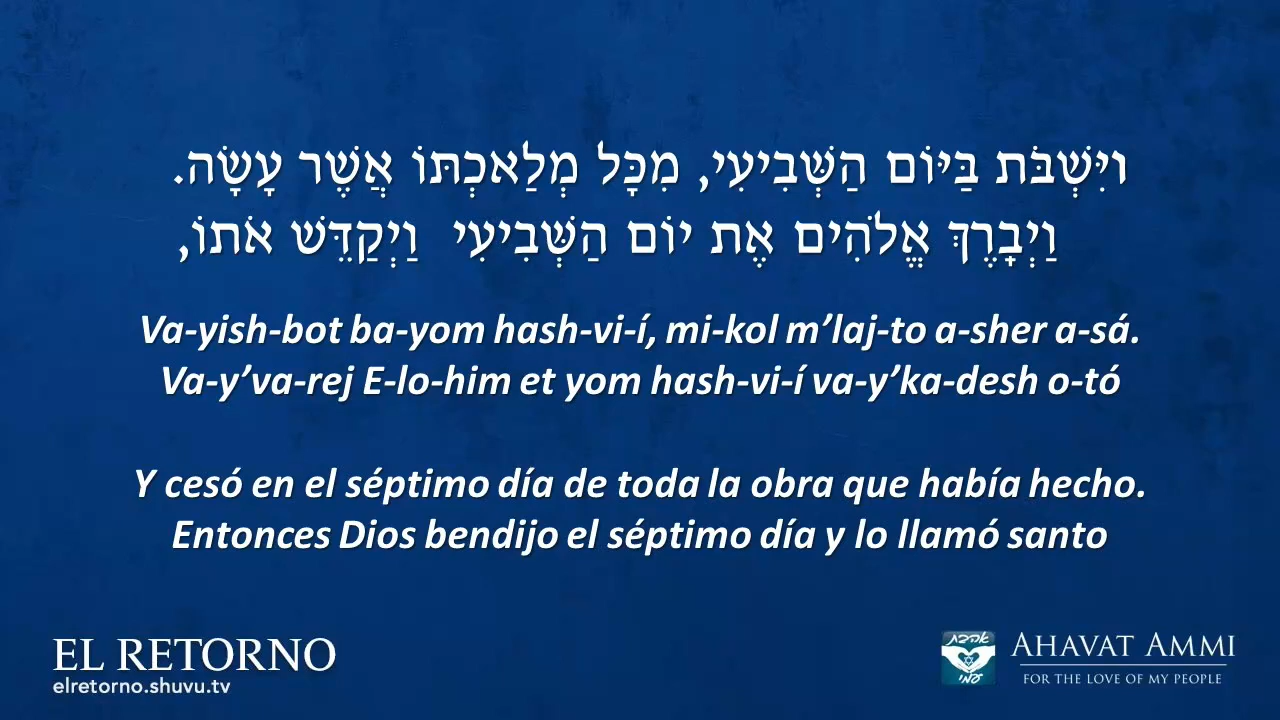 וַיִּשְׁבֹּת בַּיּוֹם הַשְּׁבִיעִי, מִכָּל מְלַאכְתּוֹ אֲשֶׁר עָשָׂה.
וַיְבָרֶךְ אֱלֹהִים אֶת יוֹם הַשְּׁבִיעִי וַיְקַדֵּשׁ אֹתוֹ,
Va-yish-bot ba-yom hash-vi-í, mi-kol m’laj-to a-sher a-sá.
Va-y’va-rej E-lo-him et yom hash-vi-í va-y’ka-desh o-tó
Y cesó en el séptimo día de toda la obra que había hecho.
Entonces Dios bendijo el séptimo día y lo llamó santo
EL RETORNO
elretorno.shuvu.tv
אהבת
עמי
AHAVAT AMMI
FOR THE LOVE OF MY PEOPLE